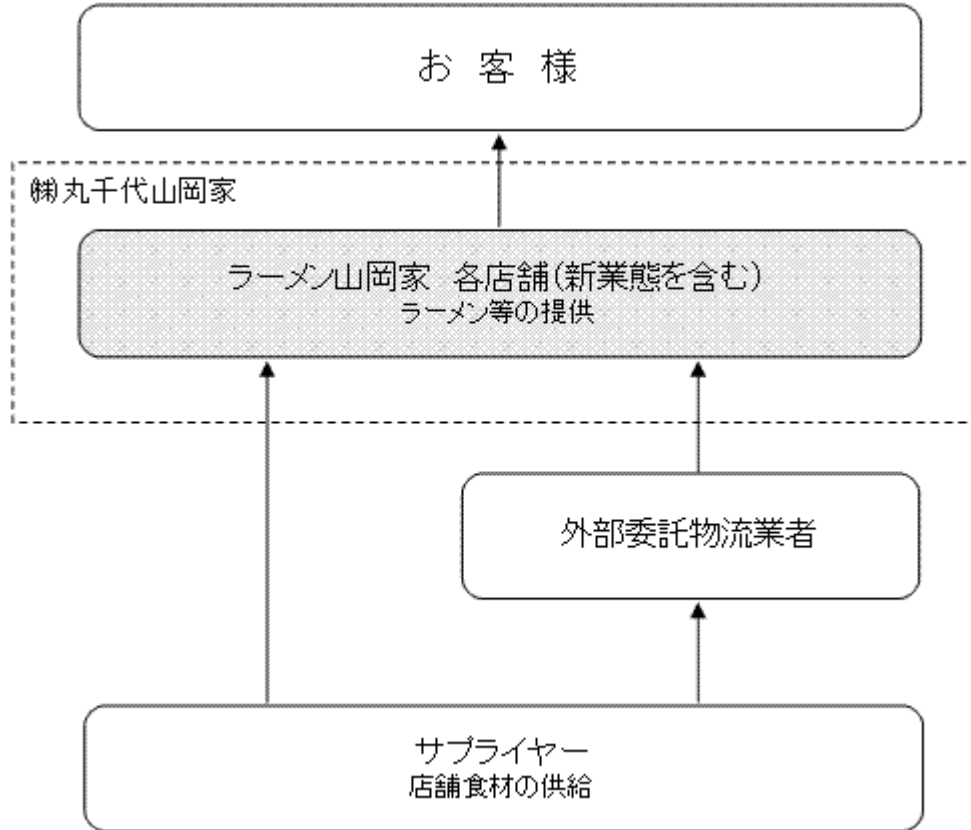 お 客 様
㈱丸千代山岡家
ラーメン山岡家 各店舗(新業態を含む)
ラーメン等の提供
外部委託物流業者
サプライヤー
店舗食材の供給